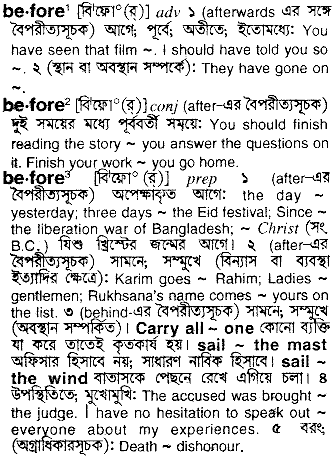 be·fore¹ [বিফো°(র্)] adv ১ (afterwards এর সঙ্গে
বৈপরীত্যসূচক) আগে; পূর্বে, অতীতে; ইতোমধ্যে: You
have seen that film ~. I should have told you so
~. ২ (স্থান বা অবস্থান সম্পর্কে): They have gone on
~.
be·fore² [বিফো°(র্)] conj (after-এর বৈপরীত্যসূচক)
দুই সময়ের মধ্যে পূর্ববর্তী সময়ে: You should finish
reading the story ~ you answer the questions on
it. Finish your work ~ you go home.
be·fore³ [বিফো°(র্)] prep ১ (after-এর
বৈপরীত্যসূচক) অপেক্ষাকৃত আগে: the day ~
yesterday; three days ~ the Eid festival; Since ~
the liberation war of Bangladesh; ~ Christ (সং
B.C.) যিশু খ্রিস্টের জন্মের আগে। ২ (after-এর
বৈপরীত্যসূচক) সামনে; সম্মুখে (বিন্যাস বা ব্যবস্থা
ইত্যাদির ক্ষেত্রে): Karim goes ~ Rahim; Ladies ~
gentlemen; Rukhsana's name comes ~ yours on
the list. ৩ (behind-এর বৈপরীত্যসূচক) সামনে; সম্মুখে
(অবস্থান সম্পর্কিত)। Carry all ~ one কোনো ব্যক্তি
যা করে তাতেই কৃতকার্য হয়। sail ~ the mast
অফিসার হিসাবে নয়; সাধারণ নাবিক হিসাবে। sail ~
the wind বাতাসকে পেছনে রেখে এগিয়ে চলা। ৪
উপস্থিতিতে; মুখোমুখি: The accused was brought ~
the judge. I have no hesitation to speak out ~
everyone about my experiences. ৫ বরং;
(অগ্রাধিকারসূচক): Death ~ dishonour.